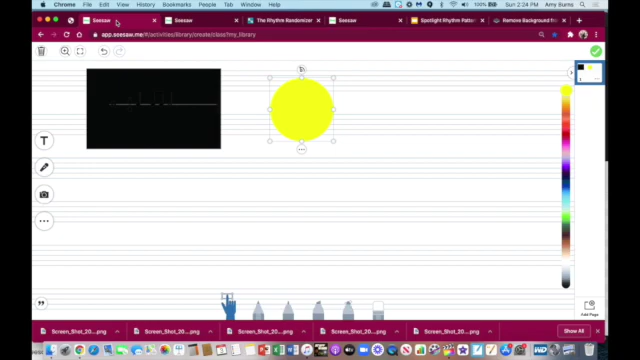 Chrome File Edit View History Bookmarks People Tab Window Help 100% Sun 2:24 PM Amy Burns
Seesaw Seesaw The Rhythm Randomizer Seesaw Spotlight Rhythm Pattern Remove Background fro
app.seesaw.me/#/activities/library/create/class?my_library
T
Add Page
Screen_Shot_20....png Screen_Shot_20....png Screen_Shot_20....png Screen_Shot_20....png Screen_Shot_20....png Show All